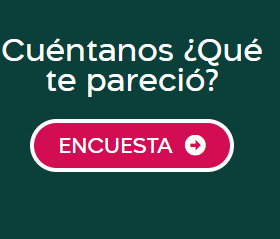 Cuéntanos ¿Qué
te pareció?
ENCUESTA